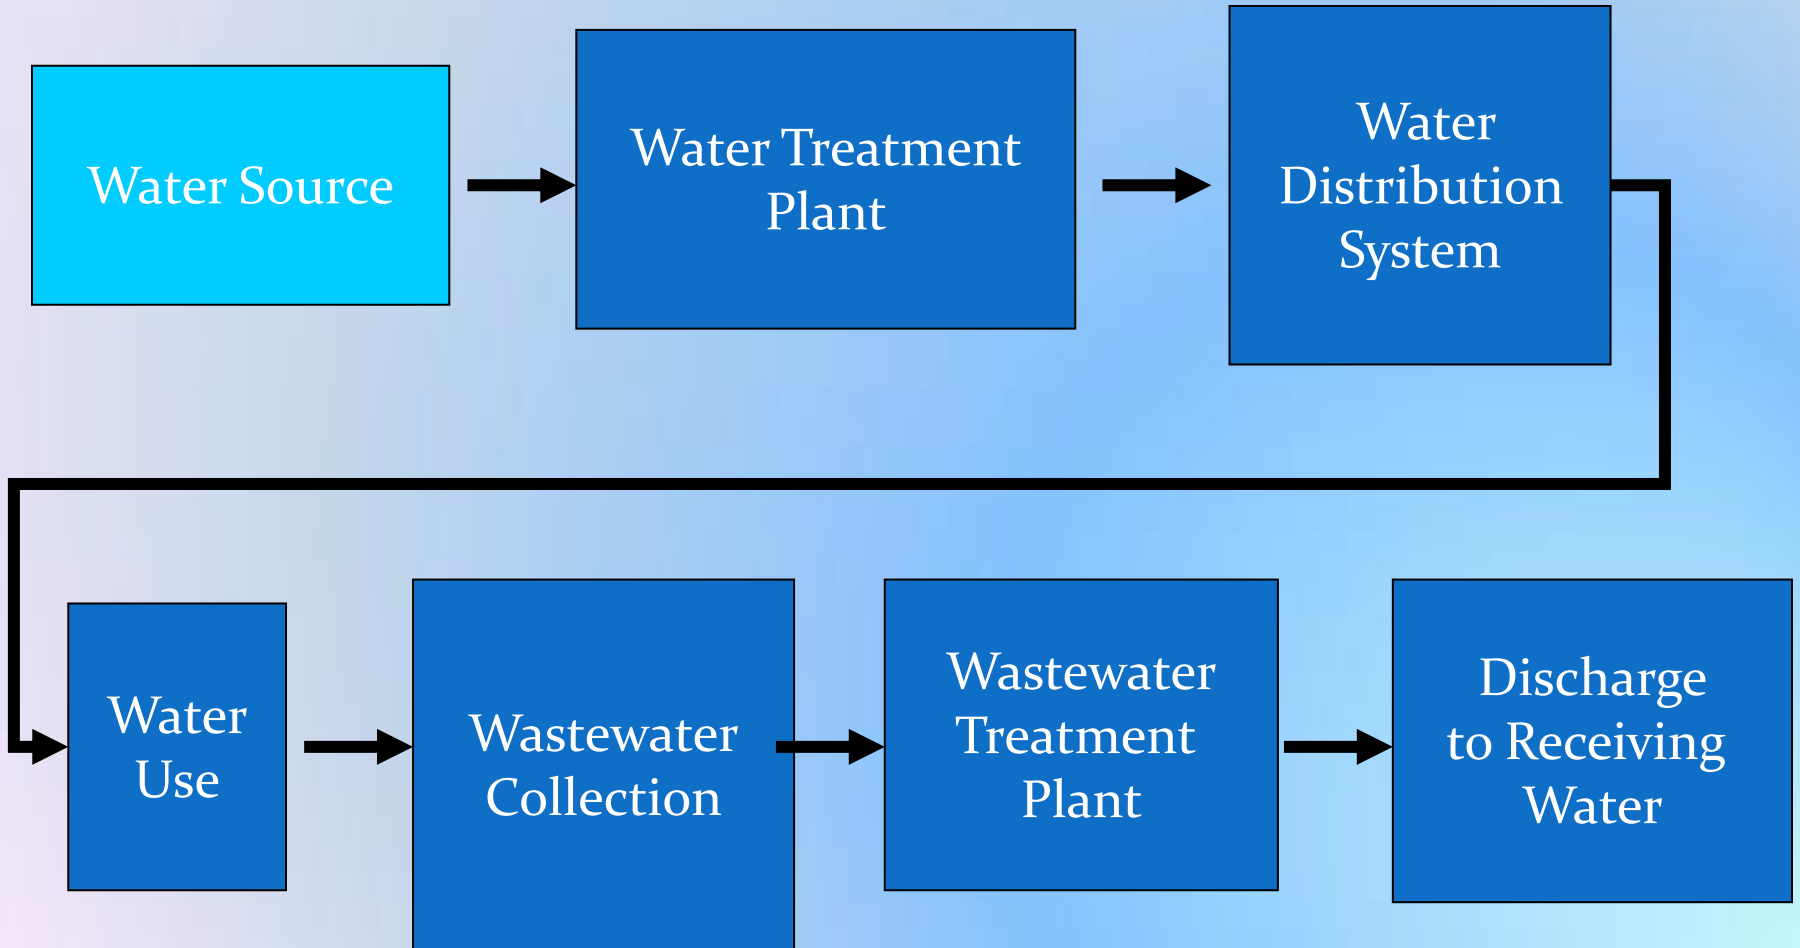 Water Source
Water Treatment
Plant
Water
Distribution
System
Water
Use
Wastewater
Collection
Wastewater
Treatment
Plant
Discharge
to Receiving
Water